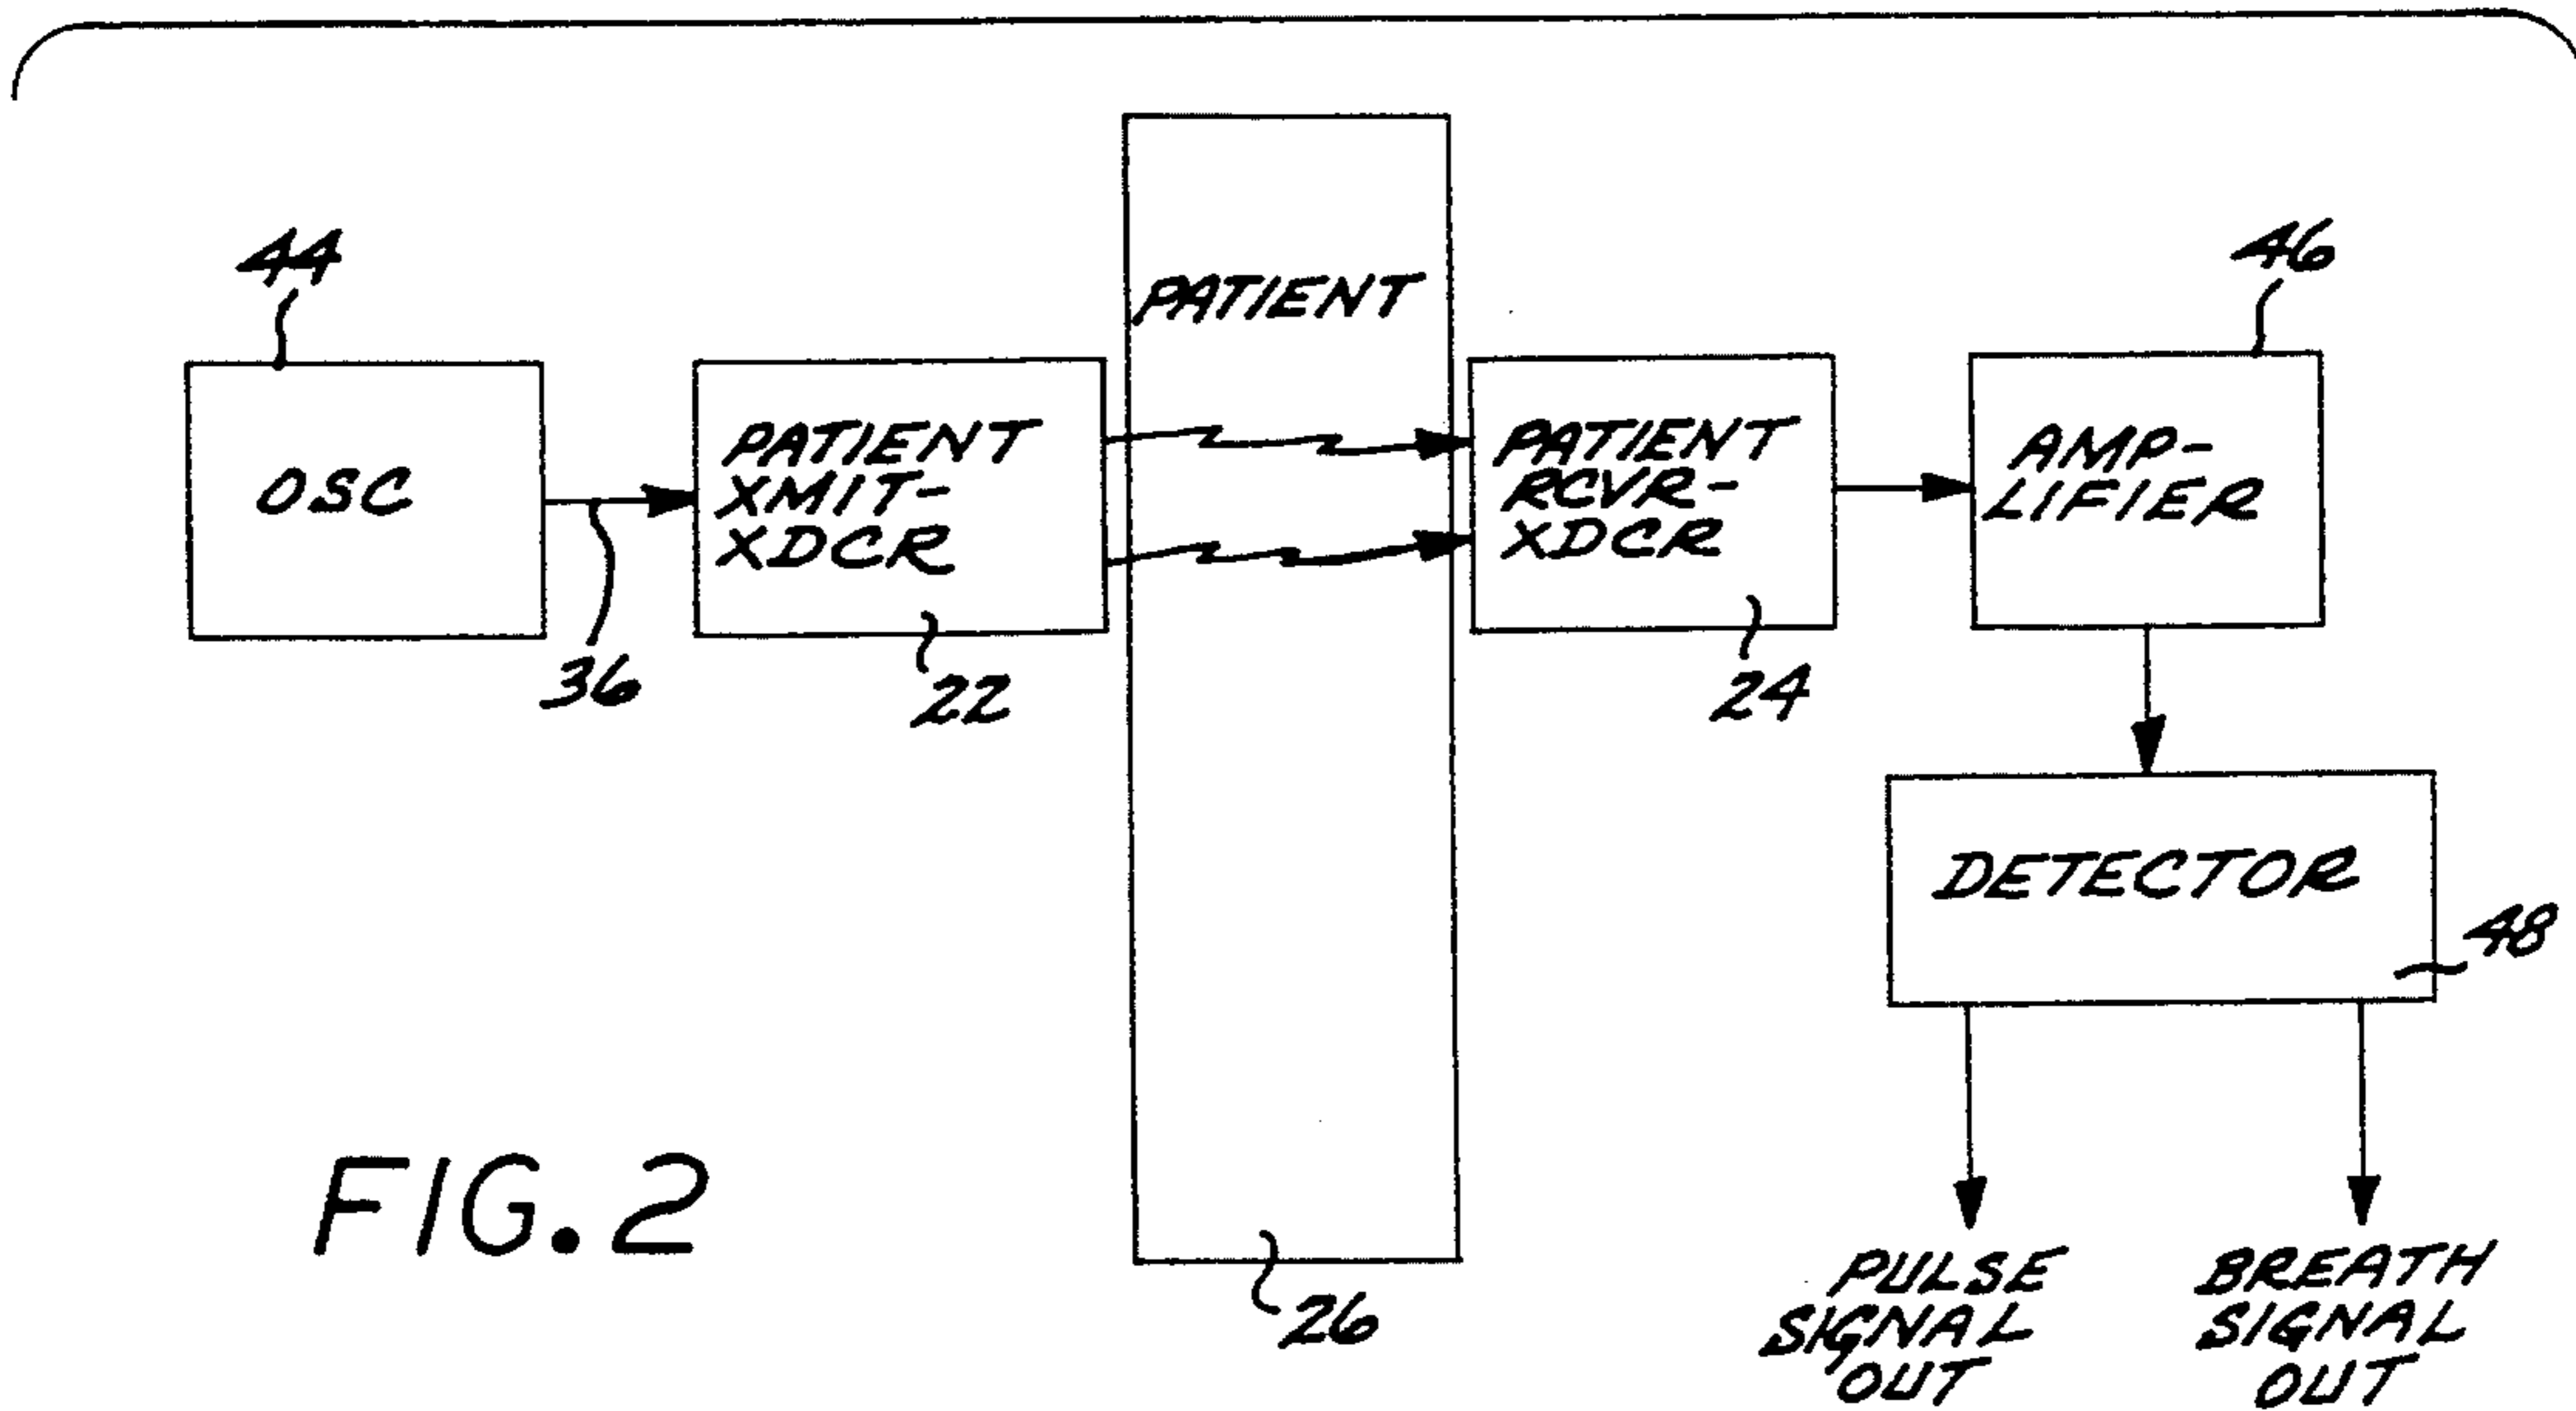 44
46
PATIENT
OSC
PATIENT
XMIT-
XDCR
PATIENT
RCVR-
XDCR
AMP-
LIFIER
36
22
24
DETECTOR
48
FIG. 2
26
PULSE
SIGNAL
OUT
BREATH
SIGNAL
OUT